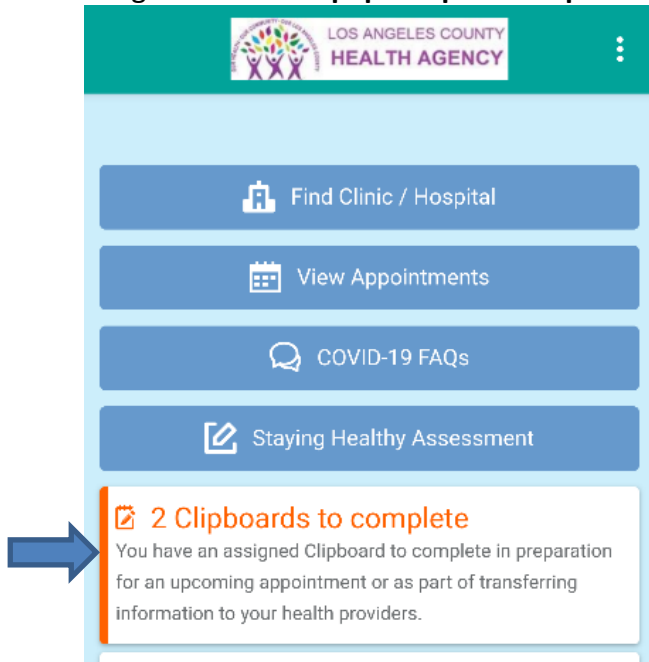 LOS ANGELES COUNTY
HEALTH AGENCY
Find Clinic / Hospital
View Appointments
COVID-19 FAQs
Staying Healthy Assessment
2 Clipboards to complete
You have an assigned Clipboard to complete in preparation
for an upcoming appointment or as part of transferring
information to your health providers.